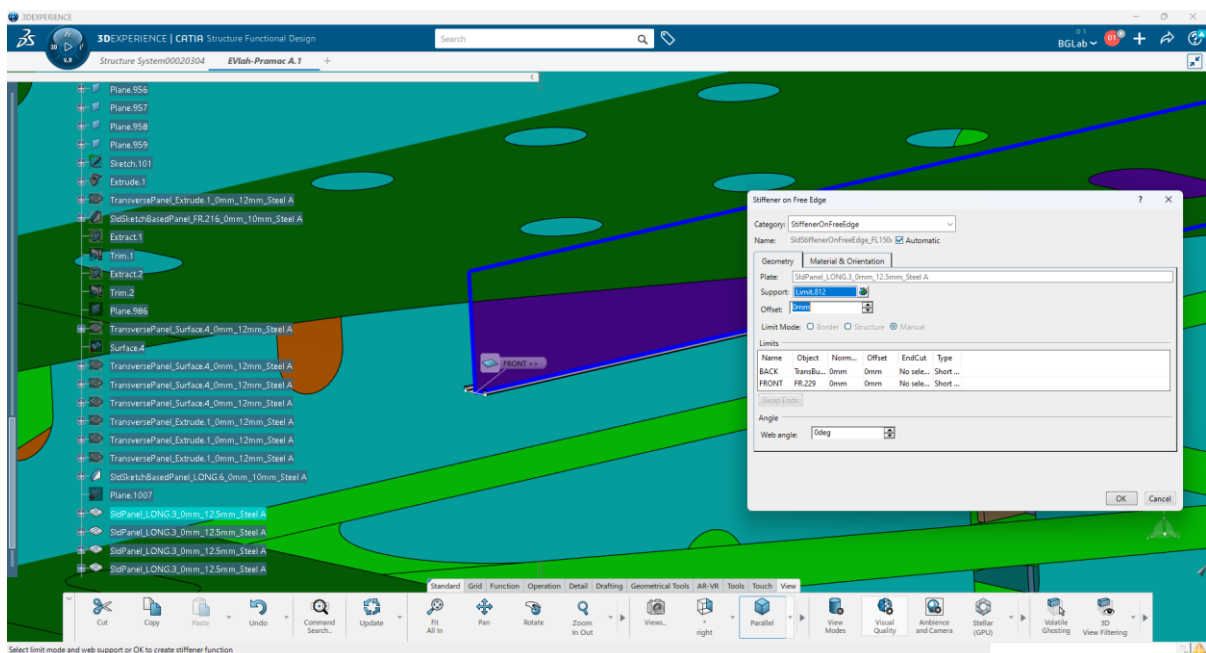 3DEXPERIENCE
3DEXPERIENCE | CATIA Structure Functional Design
Search
BGLab
V.R
Structure System00020304
EVlah-Pramac A.1
Plane.956
Plane.957
Plane.958
Plane.959
Sketch.101
Extrude.1
TransversePanel_Extrude.1_0mm_12mm_Steel A
SldSketchBasedPanel_FR.216_0mm_10mm_Steel A
Extract.1
Trim.1
Extract.2
Trim.2
Plane.986
TransversePanel_Surface.4_0mm_12mm_Steel A
Surface.4
TransversePanel_Surface.4_0mm_12mm_Steel A
TransversePanel_Surface.4_0mm_12mm_Steel A
TransversePanel_Surface.4_0mm_12mm_Steel A
TransversePanel_Extrude.1_0mm_12mm_Steel A
TransversePanel_Extrude.1_0mm_12mm_Steel A
TransversePanel_Extrude.1_0mm_12mm_Steel A
SldSketchBasedPanel_LONG.6_0mm_10mm_Steel A
Plane.1007
SldPanel_LONG.3_0mm_12.5mm_Steel A
SldPanel_LONG.3_0mm_12.5mm_Steel A
SldPanel_LONG.3_0mm_12.5mm_Steel A
SldPanel_LONG.3_0mm_12.5mm_Steel A
FRONT >>
Stiffener on Free Edge ? X
Category: StiffenerOnFreeEdge
Name: SldStiffenerOnFreeEdge_FL150 Automatic
Geometry Material & Orientation
Plate: SldPanel_LONG.3_0mm_12.5mm_Steel A
Support: Limit.812
Offset: 0mm
Limit Mode: Border Structure Manual
Limits
Name Object Norm... Offset EndCut Type
BACK TransBu... 0mm 0mm No sele... Short ...
FRONT FR.229 0mm 0mm No sele... Short ...
Swap Ends
Angle
Web angle: 0deg
OK Cancel
Standard Grid Function Operation Detail Drafting Geometrical Tools AR-VR Tools Touch View
Cut Copy Paste Undo Command Search... Update Fit All In Pan Rotate Zoom In Out Views... * right Parallel View Modes Visual Quality Ambience and Camera Stellar (GPU) Volatile Ghosting 3D View Filtering
Select limit mode and web support or OK to create stiffener function